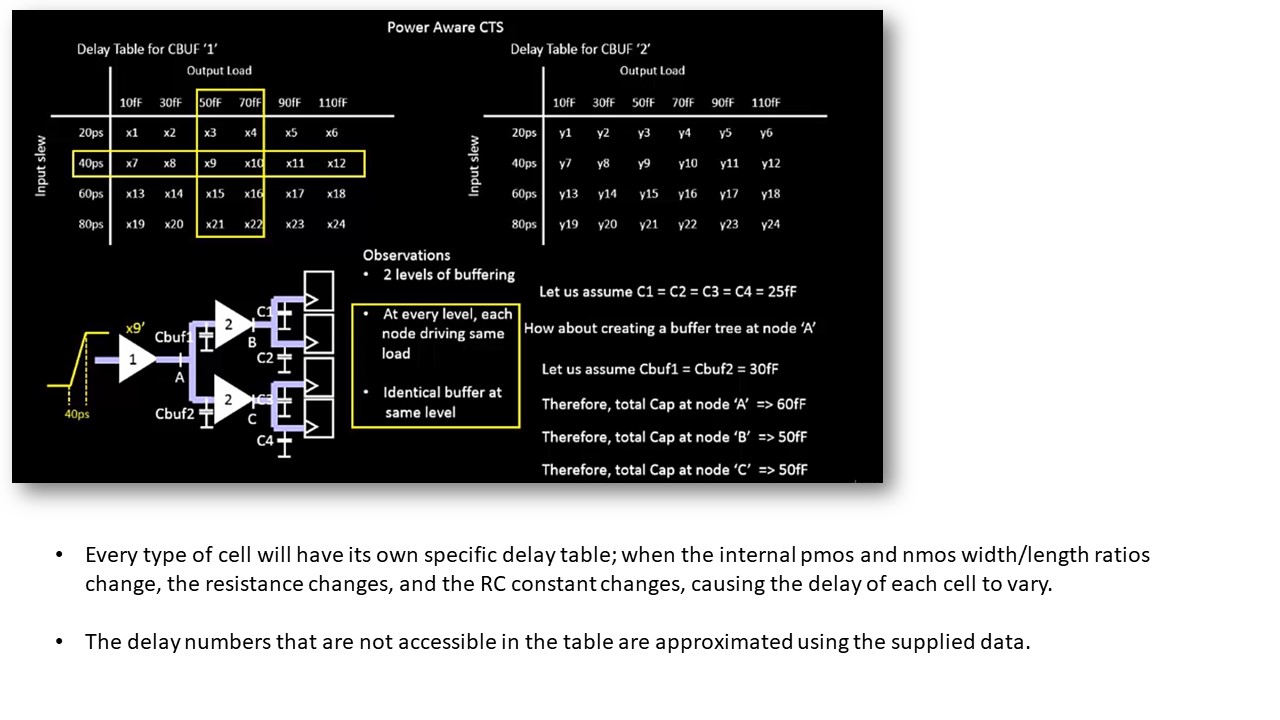 Power Aware CTS
Delay Table for CBUF ‘1’
Output Load
10fF 30fF 50fF 70fF 90fF 110fF
Input slew
20ps x1 x2 x3 x4 x5 x6
40ps x7 x8 x9 x10 x11 x12
60ps x13 x14 x15 x16 x17 x18
80ps x19 x20 x21 x22 x23 x24
Delay Table for CBUF ‘2’
Output Load
10fF 30fF 50fF 70fF 90fF 110fF
Input slew
20ps y1 y2 y3 y4 y5 y6
40ps y7 y8 y9 y10 y11 y12
60ps y13 y14 y15 y16 y17 y18
80ps y19 y20 y21 y22 y23 y24
x9’
40ps
1
A
Cbuf1
Cbuf2
2
B
C1
C2
2
C
C3
C4
Observations
• 2 levels of buffering
• At every level, each
node driving same
load
• Identical buffer at
same level
Let us assume C1 = C2 = C3 = C4 = 25fF
How about creating a buffer tree at node ‘A’
Let us assume Cbuf1 = Cbuf2 = 30fF
Therefore, total Cap at node ‘A’ => 60fF
Therefore, total Cap at node ‘B’ => 50fF
Therefore, total Cap at node ‘C’ => 50fF
• Every type of cell will have its own specific delay table; when the internal pmos and nmos width/length ratios
change, the resistance changes, and the RC constant changes, causing the delay of each cell to vary.
• The delay numbers that are not accessible in the table are approximated using the supplied data.